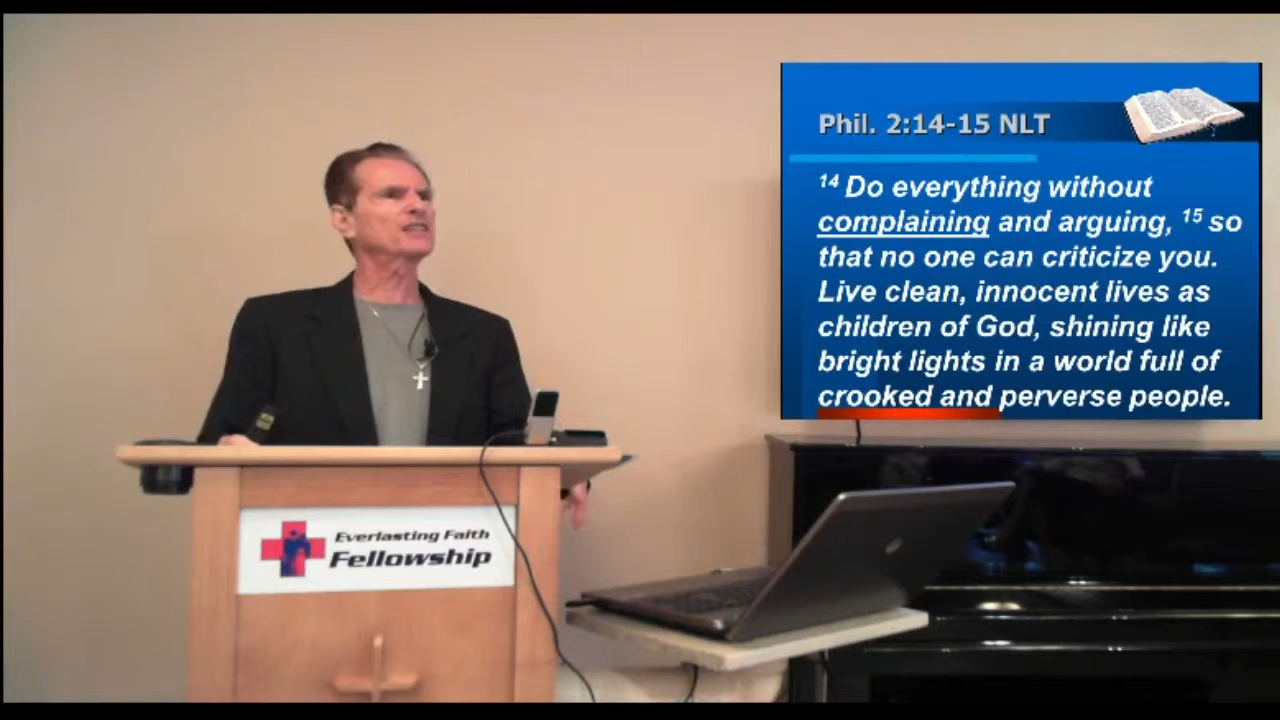 Phil. 2:14-15 NLT
14 Do everything without
complaining and arguing, 15 so
that no one can criticize you.
Live clean, innocent lives as
children of God, shining like
bright lights in a world full of
crooked and perverse people.
Everlasting Faith
Fellowship